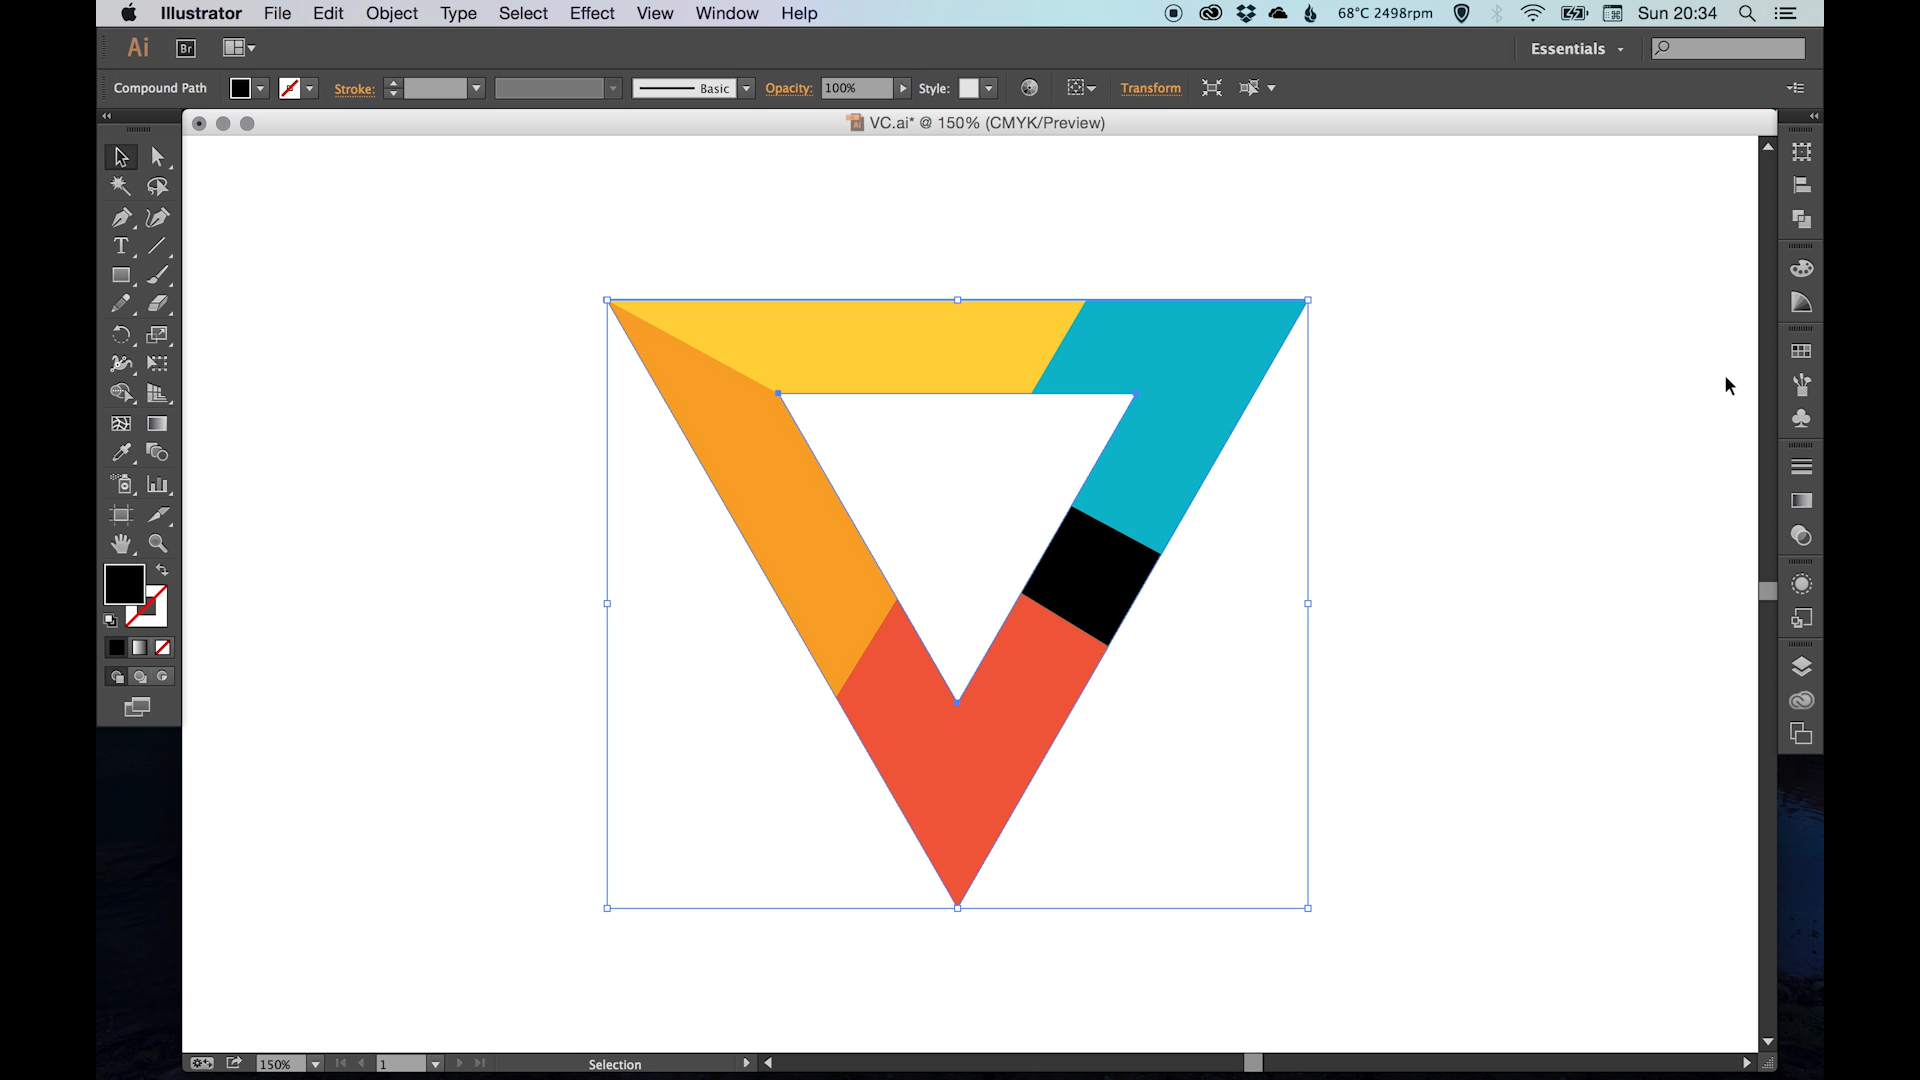 Illustrator File Edit Object Type Select Effect View Window Help 68°C 2498rpm Sun 20:34
Ai Br Essentials
Compound Path Stroke: Basic Opacity: 100% Style: Transform
VC.ai* @ 150% (CMYK/Preview)
T
150% 1 Selection